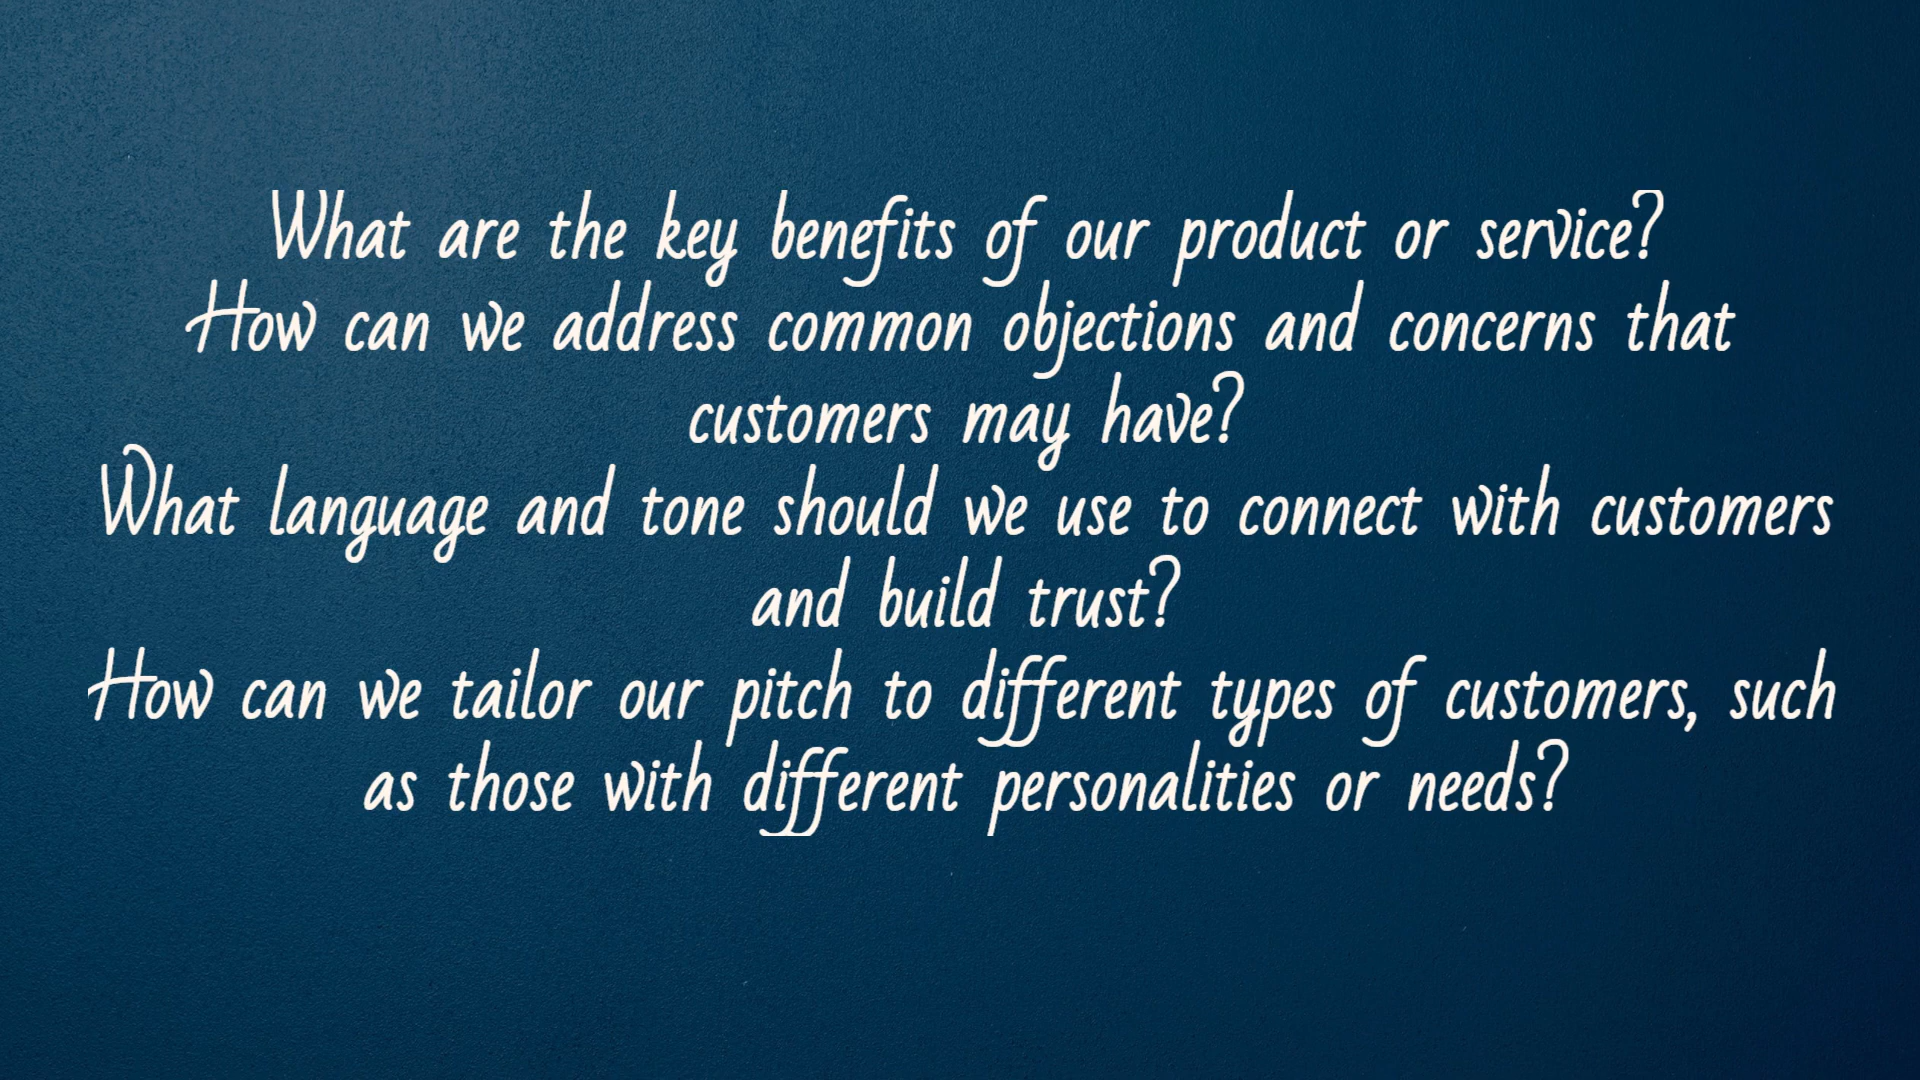 What are the key benefits of our product or service?
How can we address common objections and concerns that
customers may have?
What language and tone should we use to connect with customers
and build trust?
How can we tailor our pitch to different types of customers, such
as those with different personalities or needs?